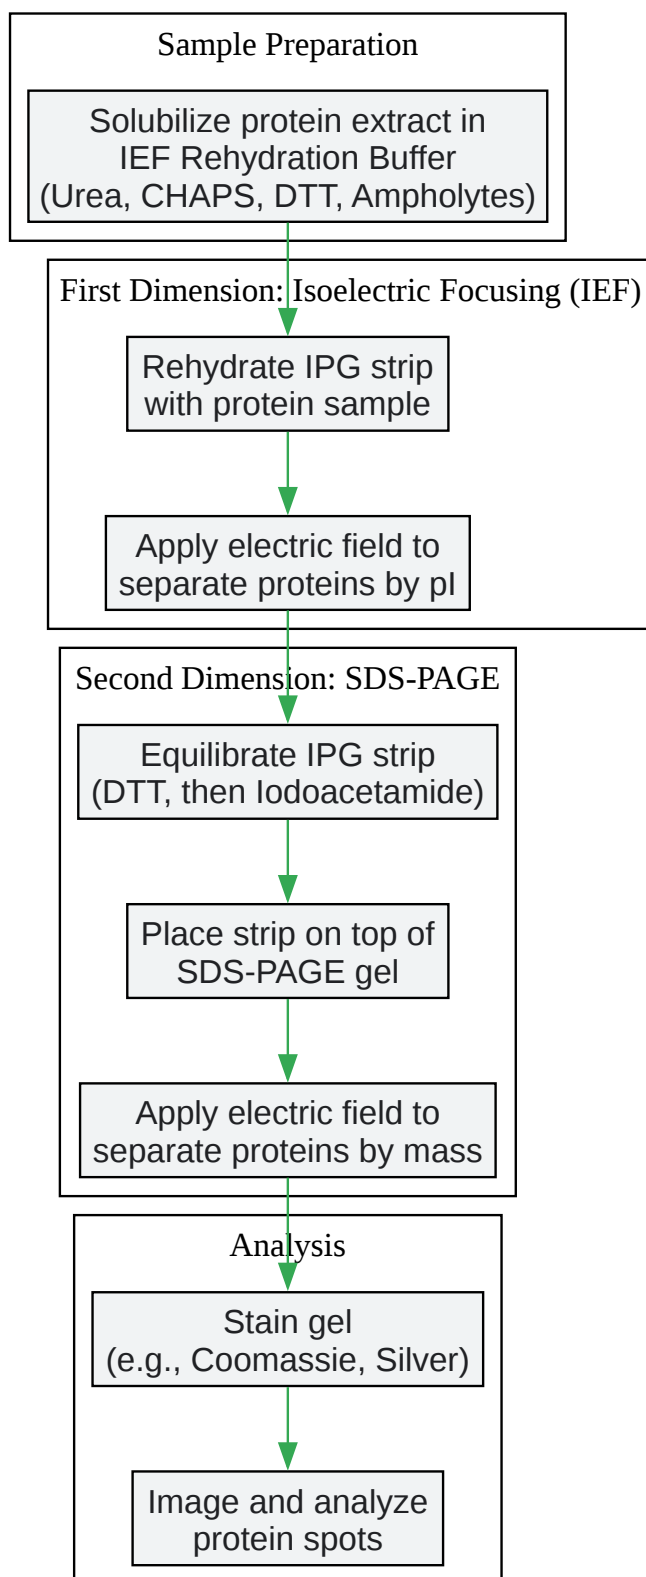 Sample Preparation
Solubilize protein extract in
IEF Rehydration Buffer
(Urea, CHAPS, DTT, Ampholytes)
First Dimension: Isoelectric Focusing (IEF)
Rehydrate IPG strip
with protein sample
Apply electric field to
separate proteins by pI
Second Dimension: SDS-PAGE
Equilibrate IPG strip
(DTT, then Iodoacetamide)
Place strip on top of
SDS-PAGE gel
Apply electric field to
separate proteins by mass
Analysis
Stain gel
(e.g., Coomassie, Silver)
Image and analyze
protein spots